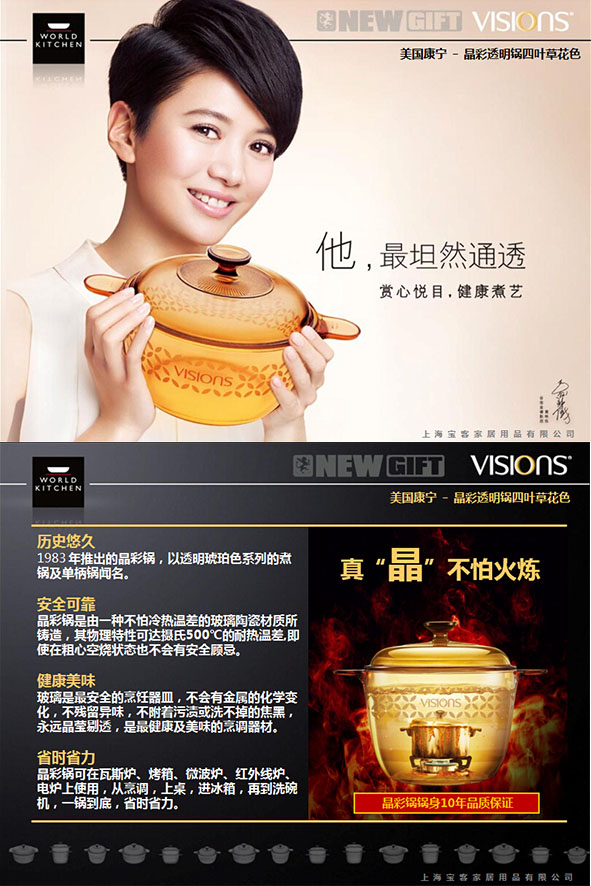 WORLD
KITCHEN
NEW GIFT VISIONS®
美国康宁 - 晶彩透明锅四叶草花色
他,最坦然通透
赏心悦目,健康煮艺
VISIONS
上海宝客家居用品有限公司
WORLD
KITCHEN
NEW GIFT VISIONS®
美国康宁 - 晶彩透明锅四叶草花色
历史悠久
1983年推出的晶彩锅，以透明琥珀色系列的煮
锅及单柄锅闻名。
安全可靠
晶彩锅是由一种不怕冷热温差的玻璃陶瓷材质所
铸造，其物理特性可达摄氏500℃的耐热温差,即
使在粗心空烧状态也不会有安全顾忌。
健康美味
玻璃是最安全的烹饪器皿，不会有金属的化学变
化，不残留异味，不附着污渍或洗不掉的焦黑，
永远晶莹剔透，是最健康及美味的烹调器材。
省时省力
晶彩锅可在瓦斯炉、烤箱、微波炉、红外线炉、
电炉上使用，从烹调，上桌，进冰箱，再到洗碗
机，一锅到底，省时省力。
真“晶”不怕火炼
VISIONS
晶彩锅锅身10年品质保证
上海宝客家居用品有限公司